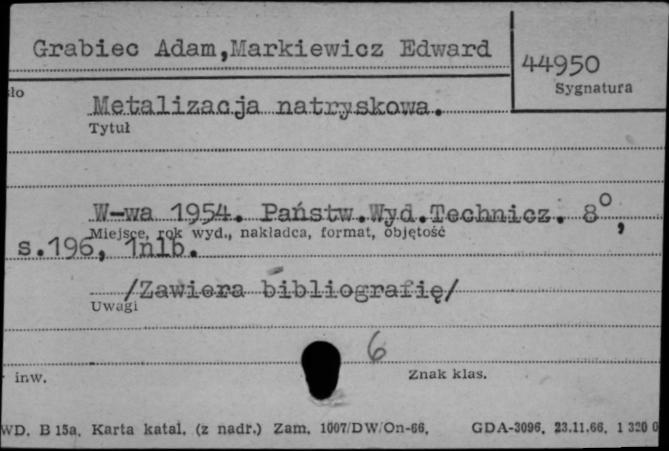 Grabiec Adam,Markiewicz Edward
44950
Sygnatura
Metalizacja natryskowa.
Tytuł
W-wa 1954. Państw.Wyd.Technicz. 8°,
Miejsce, rok wyd., nakładca, format, objętość
s.196, 1nlb.
/Zawiera bibliografię/
Uwagi
6
inw.
Znak klas.
WD. B 15a. Karta katal. (z nadr.) Zam. 1007/DW/On-66. GDA-3096. 23.11.66. 1 320 0